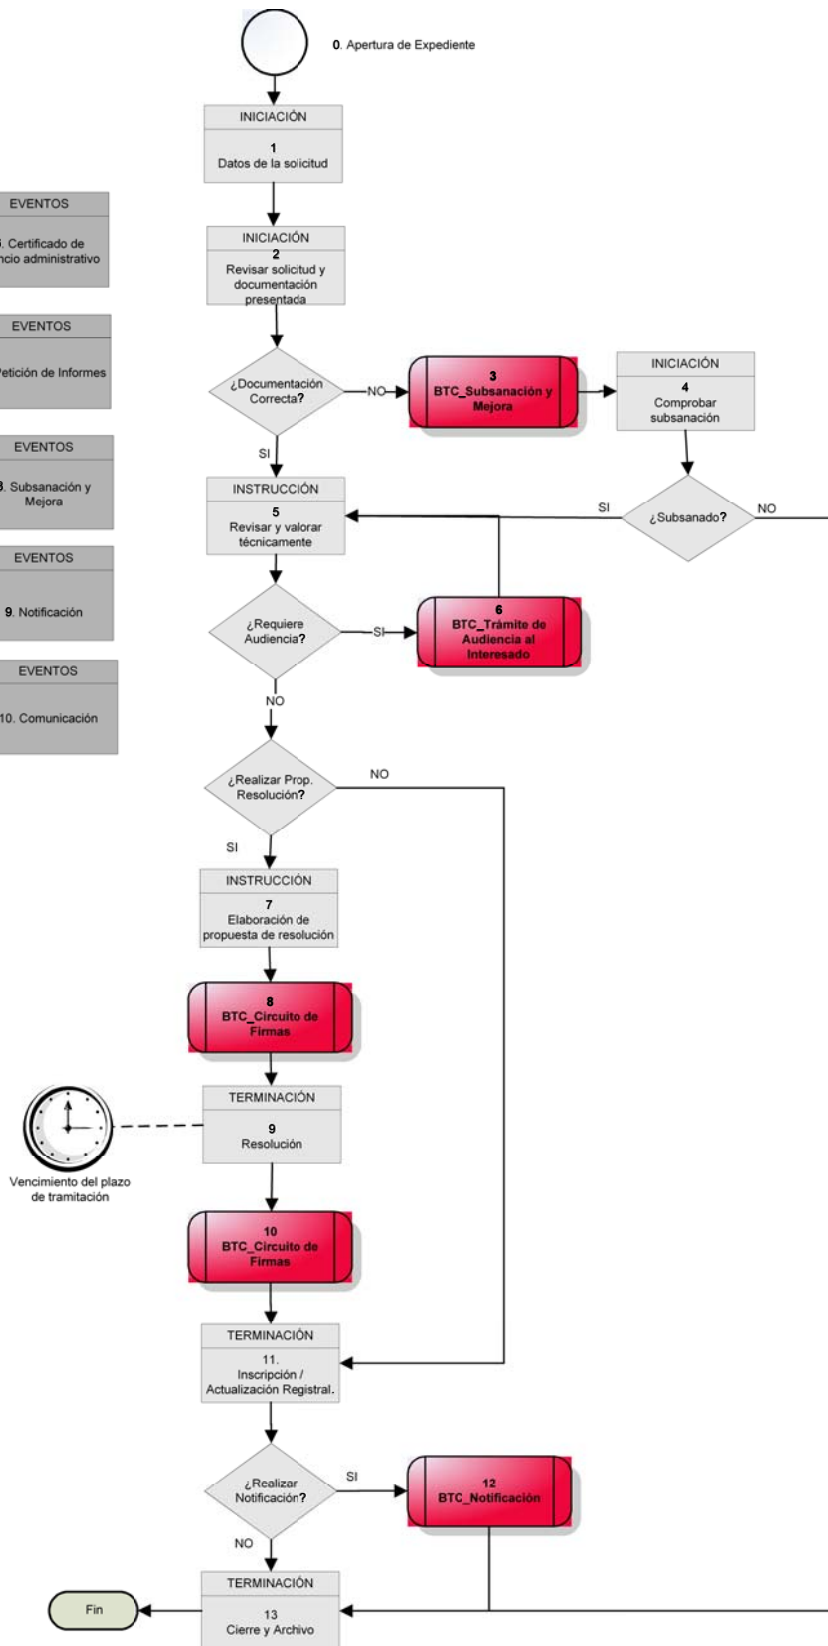 0. Apertura de Expediente
INICIACIÓN
1
Datos de la solicitud
EVENTOS
. Certificado de
ncio administrativo
INICIACIÓN
2
Revisar solicitud y
documentación
presentada
EVENTOS
etición de Informes
¿Documentación
Correcta?
NO
3
BTC_Subsanación y
Mejora
INICIACIÓN
4
Comprobar
subsanación
SI
EVENTOS
8. Subsanación y
Mejora
INSTRUCCIÓN
5
Revisar y valorar
técnicamente
SI
¿Subsanado?
NO
EVENTOS
9. Notificación
¿Requiere
Audiencia?
SI
6
BTC_Trámite de
Audiencia al
Interesado
NO
EVENTOS
10. Comunicación
¿Realizar Prop.
Resolución?
NO
SI
INSTRUCCIÓN
7
Elaboración de
propuesta de resolución
8
BTC_Circuito de
Firmas
TERMINACIÓN
9
Resolución
Vencimiento del plazo
de tramitación
10
BTC_Circuito de
Firmas
TERMINACIÓN
11.
Inscripción /
Actualización Registral.
¿Realizar
Notificación?
SI
12
BTC_Notificación
NO
TERMINACIÓN
13
Cierre y Archivo
Fin